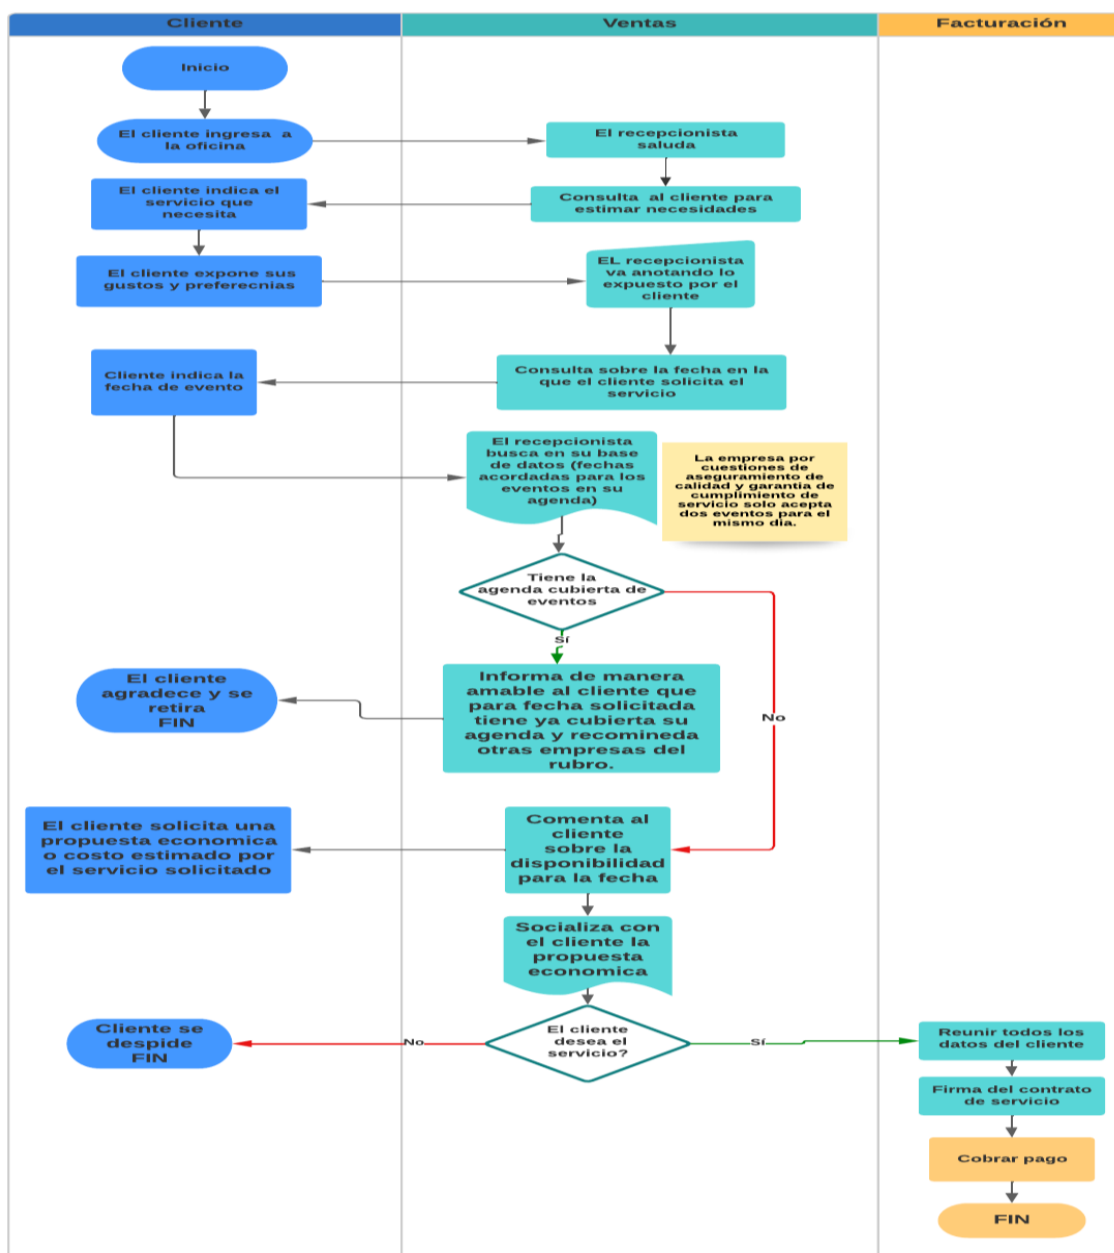 Cliente
Ventas
Facturación
Inicio
El cliente ingresa a
la oficina
El recepcionista
saluda
El cliente indica el
servicio que
necesita
Consulta al cliente para
estimar necesidades
El cliente expone sus
gustos y preferecnias
EL recepcionista
va anotando lo
expuesto por el
cliente
Cliente indica la
fecha de evento
Consulta sobre la fecha en la
que el cliente solicita el
servicio
El recepcionista
busca en su base
de datos (fechas
acordadas para los
eventos en su
agenda)
La empresa por
cuestiones de
aseguramiento de
calidad y garantia de
cumplimiento de
servicio solo acepta
dos eventos para el
mismo dia.
Tiene la
agenda cubierta de
eventos
Sí
No
El cliente
agradece y se
retira
FIN
Informa de manera
amable al cliente que
para fecha solicitada
tiene ya cubierta su
agenda y recomineda
otras empresas del
rubro.
El cliente solicita una
propuesta economica
o costo estimado por
el servicio solicitado
Comenta al
cliente
sobre la
disponibilidad
para la fecha
Socializa con
el cliente la
propuesta
economica
Cliente se
despide
FIN
No
El cliente
desea el
servicio?
Sí
Reunir todos los
datos del cliente
Firma del contrato
de servicio
Cobrar pago
FIN